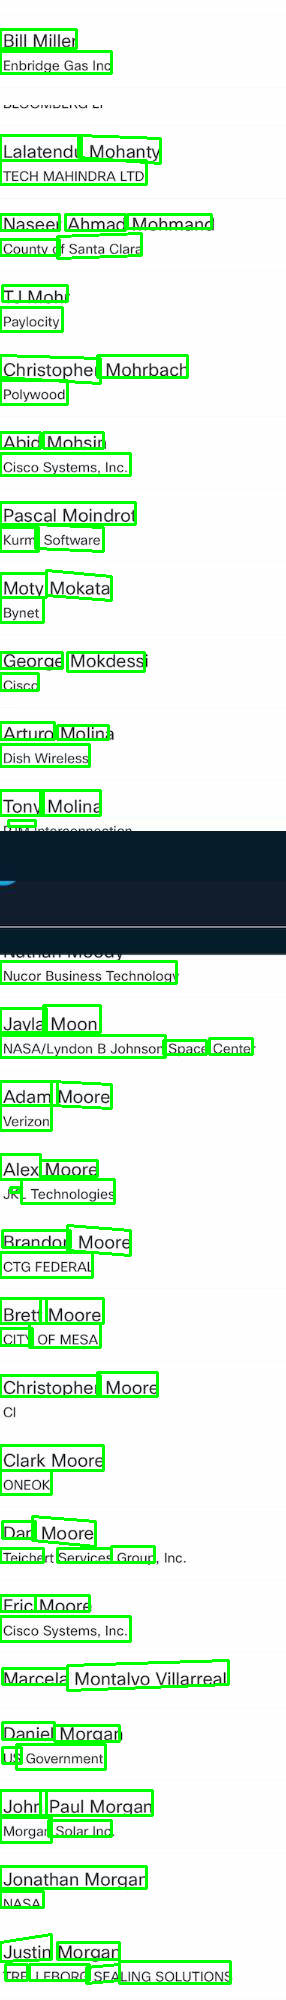 Bill Miller
Enbridge Gas Inc
BLOOMBERG LP
Lalatendu Mohanty
TECH MAHINDRA LTD
Naseer Ahmad Mohmand
County of Santa Clara
TJ Mohr
Paylocity
Christopher Mohrbach
Polywood
Abid Mohsin
Cisco Systems, Inc.
Pascal Moindrot
Kurmi Software
Moty Mokata
Bynet
George Mokdessi
Cisco
Arturo Molina
Dish Wireless
Tony Molina
PJM Interconnection
Nathan Moody
Nucor Business Technology
Jayla Moon
NASA/Lyndon B Johnson Space Center
Adam Moore
Verizon
Alex Moore
Technologies
Brandon Moore
CTG FEDERAL
Brett Moore
CITY OF MESA
Christopher Moore
CI
Clark Moore
ONEOK
Moore
Teichert Services Group, Inc.
Eric Moore
Cisco Systems, Inc.
Marcela Montalvo Villarreal
Daniel Morgan
US Government
John Paul Morgan
Morgan Solar Inc.
Jonathan Morgan
NASA
Justin Morgan
TRELLEBORG SEALING SOLUTIONS